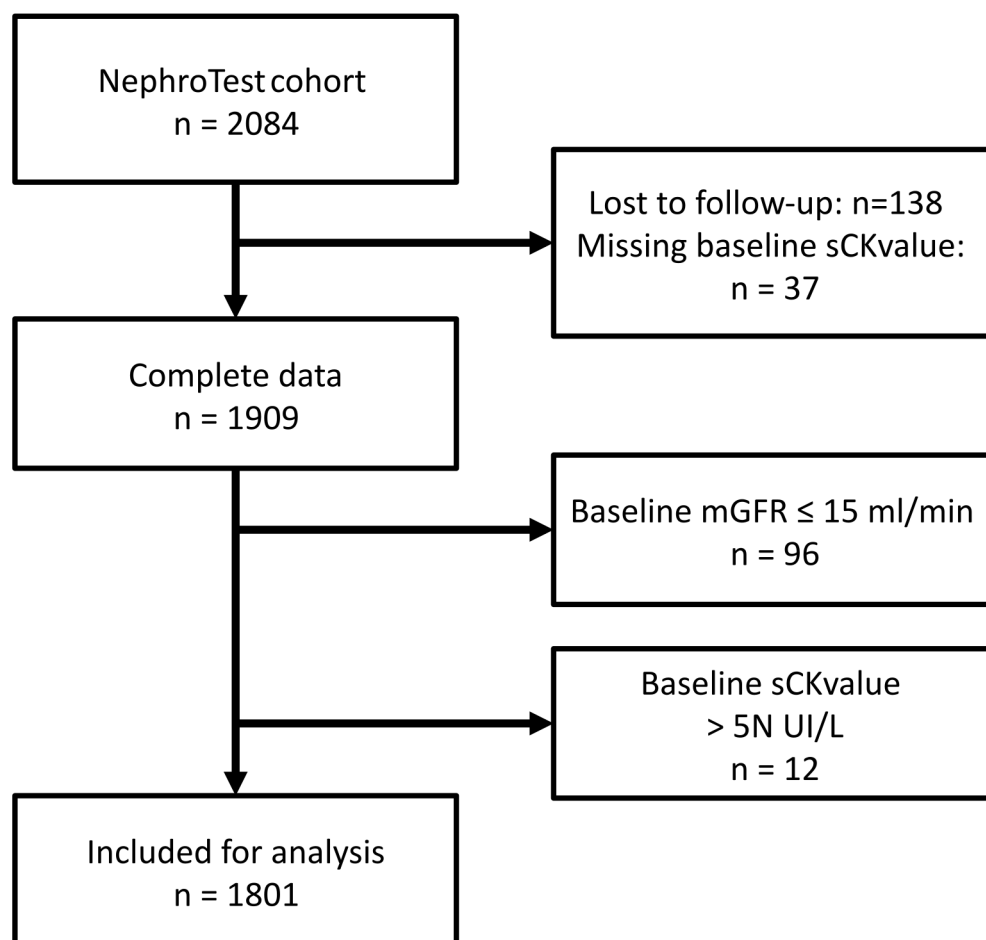 NephroTest cohort
n = 2084
Lost to follow-up: n=138
Missing baseline sCKvalue:
n = 37
Complete data
n = 1909
Baseline mGFR ≤ 15 ml/min
n = 96
Baseline sCKvalue
> 5N UI/L
n = 12
Included for analysis
n = 1801